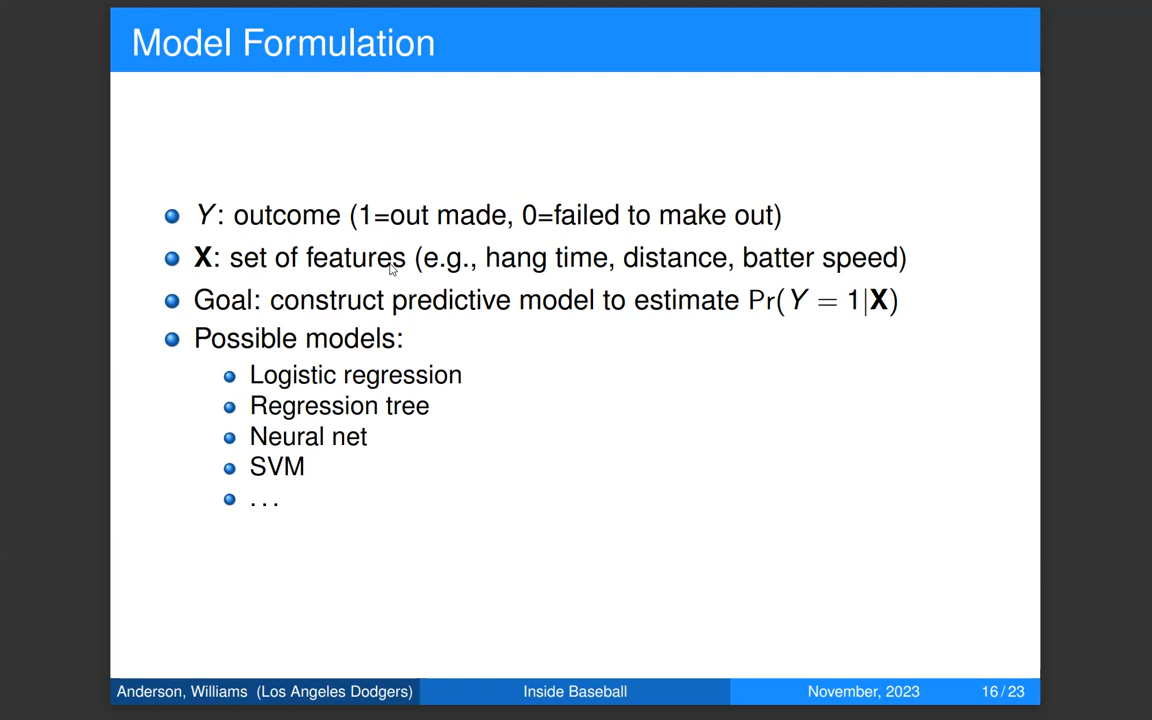 Model Formulation
Y: outcome (1=out made, 0=failed to make out)
X: set of features (e.g., hang time, distance, batter speed)
Goal: construct predictive model to estimate Pr(Y = 1|X)
Possible models:
Logistic regression
Regression tree
Neural net
SVM
...
Anderson, Williams (Los Angeles Dodgers) Inside Baseball November, 2023 16 / 23